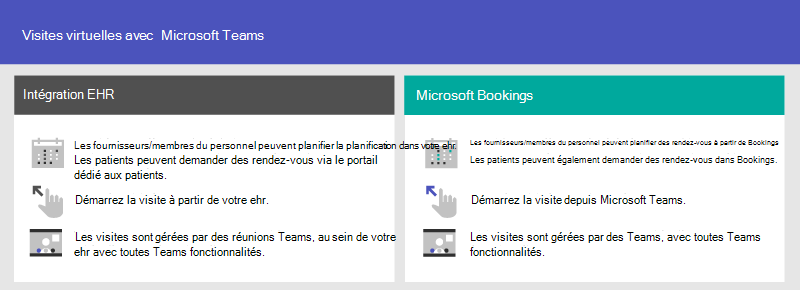 Visites virtuelles avec Microsoft Teams
Intégration EHR
Les fournisseurs/membres du personnel peuvent planifier la planification dans votre ehr.
Les patients peuvent demander des rendez-vous via le portail
dédié aux patients.
Démarrez la visite à partir de votre ehr.
Les visites sont gérées par des réunions Teams, au sein de votre
ehr avec toutes Teams fonctionnalités.
Microsoft Bookings
Les fournisseurs/membres du personnel peuvent planifier des rendez-vous à partir de Bookings
Les patients peuvent également demander des rendez-vous dans Bookings.
Démarrez la visite depuis Microsoft Teams.
Les visites sont gérées par des Teams, avec toutes Teams
fonctionnalités.